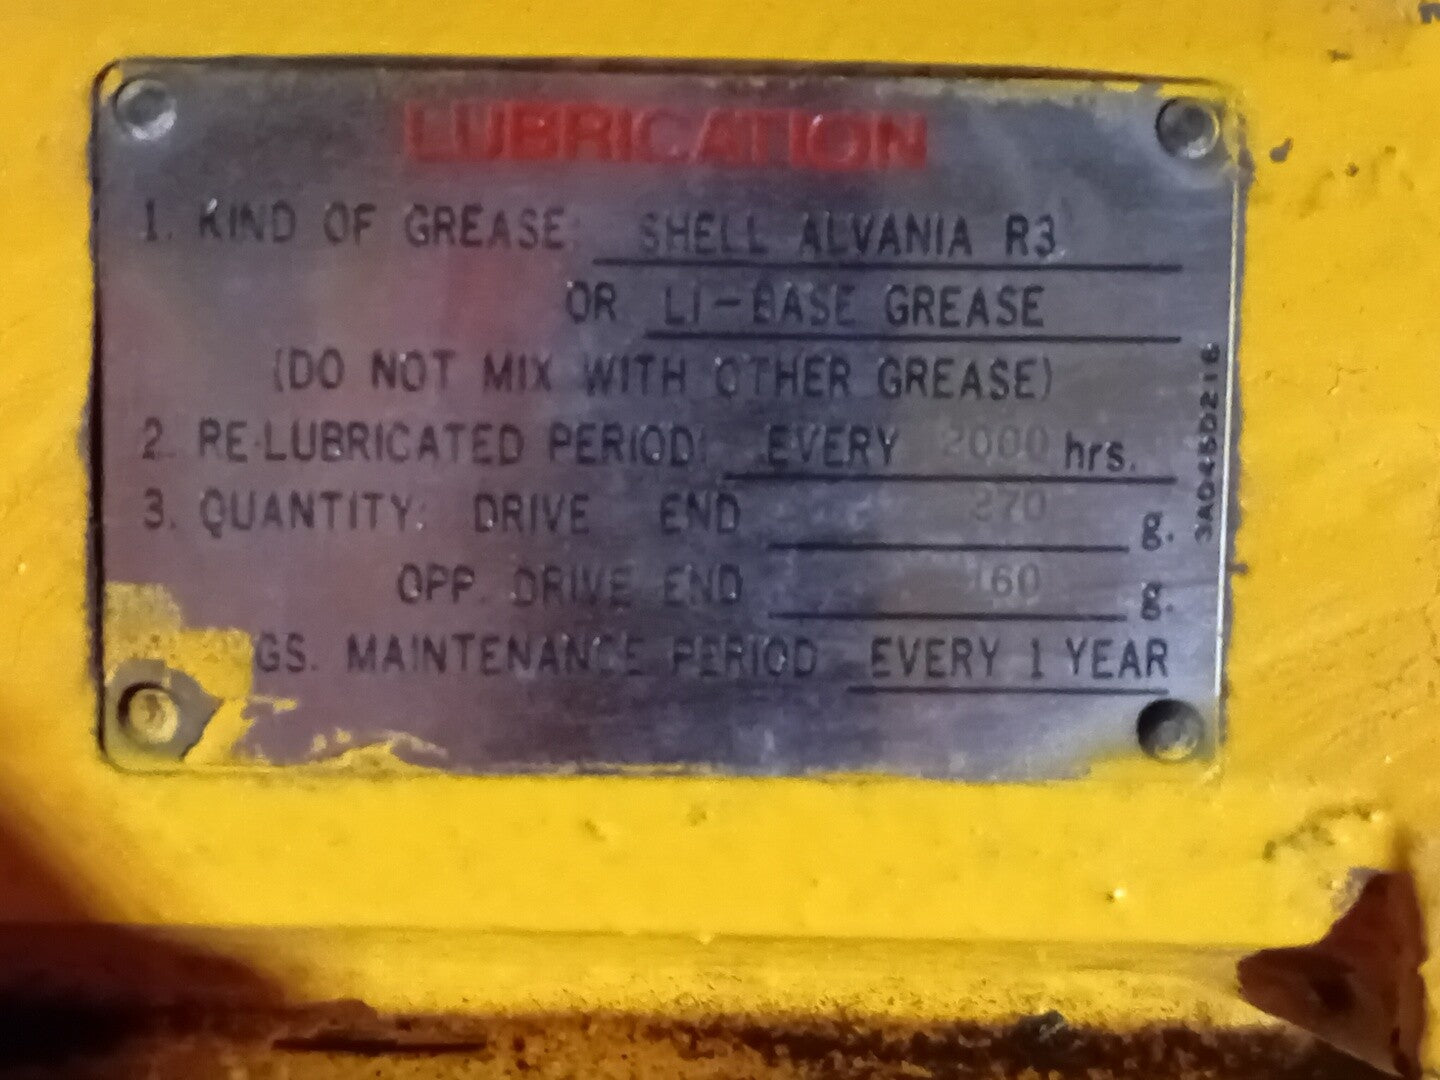 LUBRICATION
1. KIND OF GREASE: SHELL ALVANIA R3
OR LI-BASE GREASE
(DO NOT MIX WITH OTHER GREASE)
2. RE-LUBRICATED PERIOD: EVERY 2000 hrs.
3. QUANTITY: DRIVE END 270 g.
OPP. DRIVE END 160 g.
GS. MAINTENANCE PERIOD EVERY 1 YEAR
3A045D216